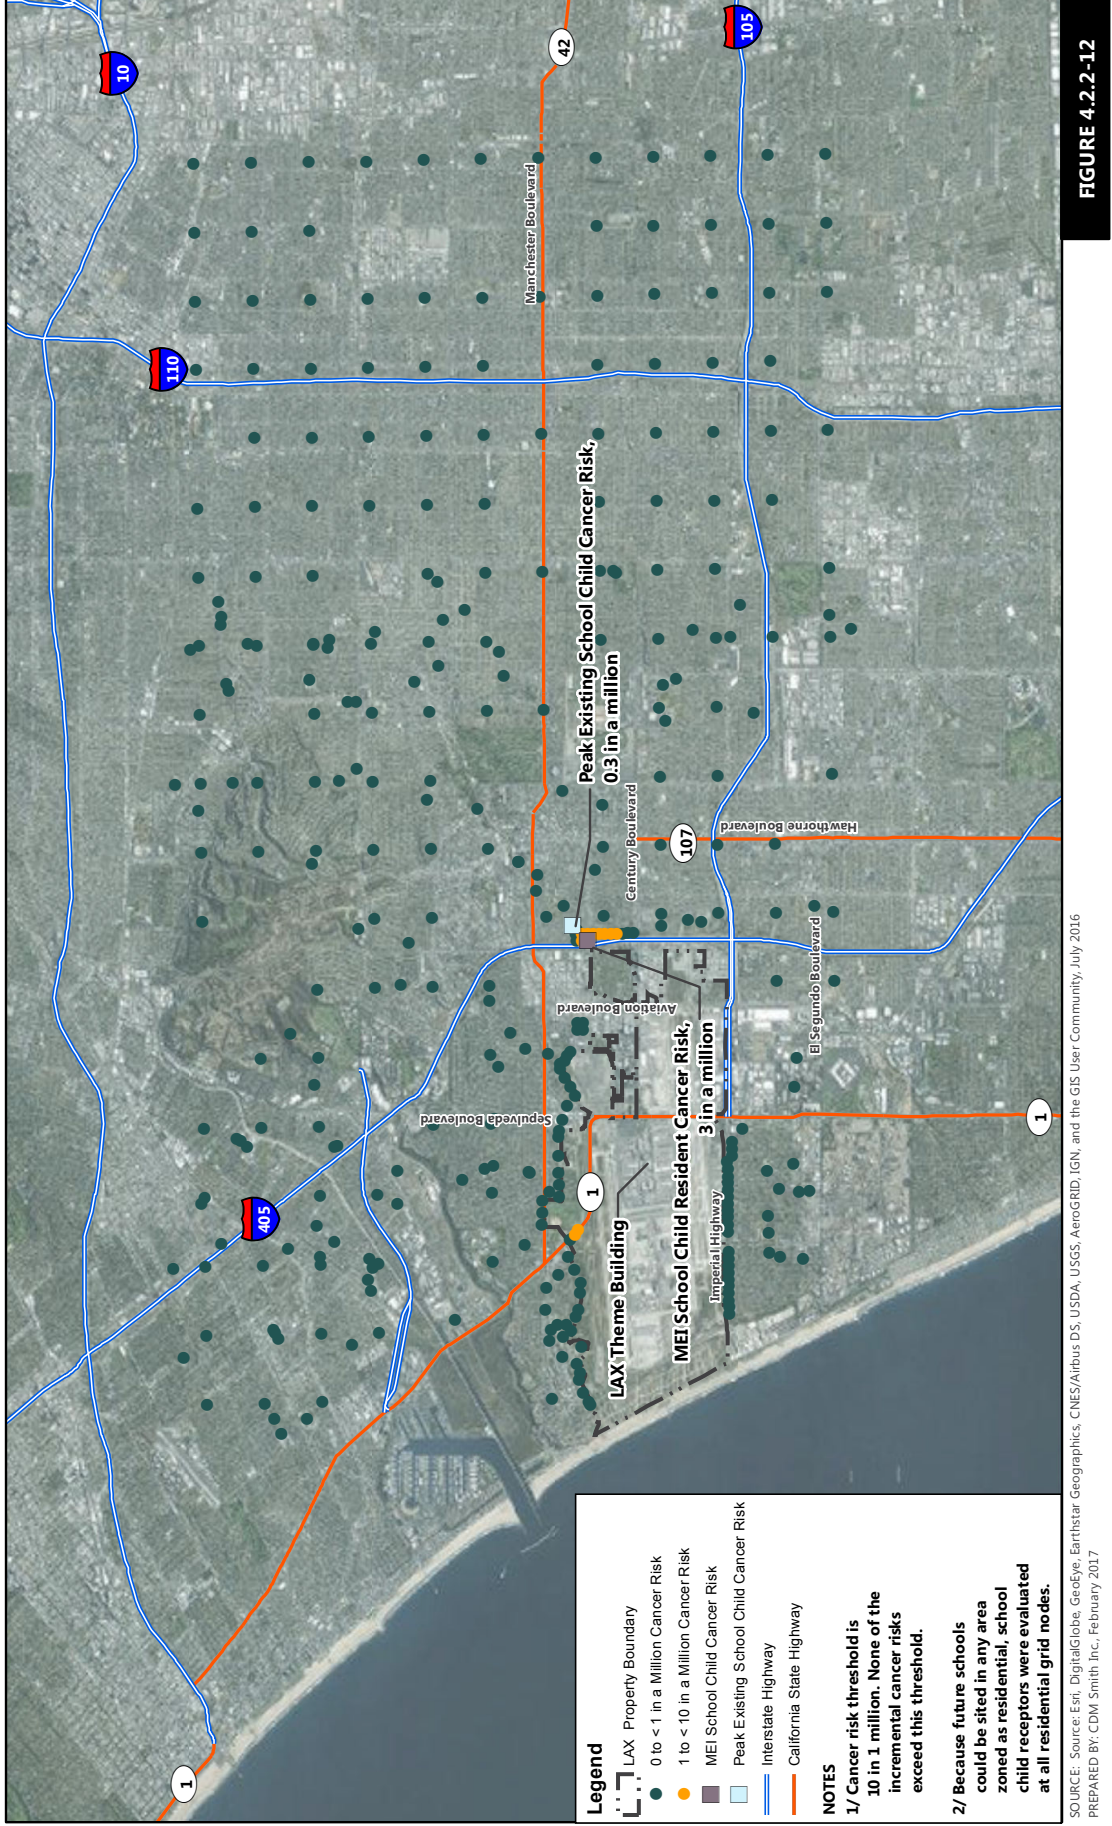 10
105
42
110
405
1
1
1
107
Manchester Boulevard
Peak Existing School Child Cancer Risk,
0.3 in a million
Century Boulevard
Hawthorne Boulevard
Aviation Boulevard
El Segundo Boulevard
Sepulveda Boulevard
MEI School Child Resident Cancer Risk,
3 in a million
LAX Theme Building
Imperial Highway
Legend
LAX Property Boundary
0 to < 1 in a Million Cancer Risk
1 to < 10 in a Million Cancer Risk
MEI School Child Cancer Risk
Peak Existing School Child Cancer Risk
Interstate Highway
California State Highway
NOTES
1/ Cancer risk threshold is
10 in 1 million. None of the
incremental cancer risks
exceed this threshold.
2/ Because future schools
could be sited in any area
zoned as residential, school
child receptors were evaluated
at all residential grid nodes.
SOURCE: Source: Esri, DigitalGlobe, GeoEye, Earthstar Geographics, CNES/Airbus DS, USDA, USGS, AeroGRID, IGN, and the GIS User Community, July 2016
PREPARED BY: CDM Smith Inc., February 2017
FIGURE 4.2.2-12